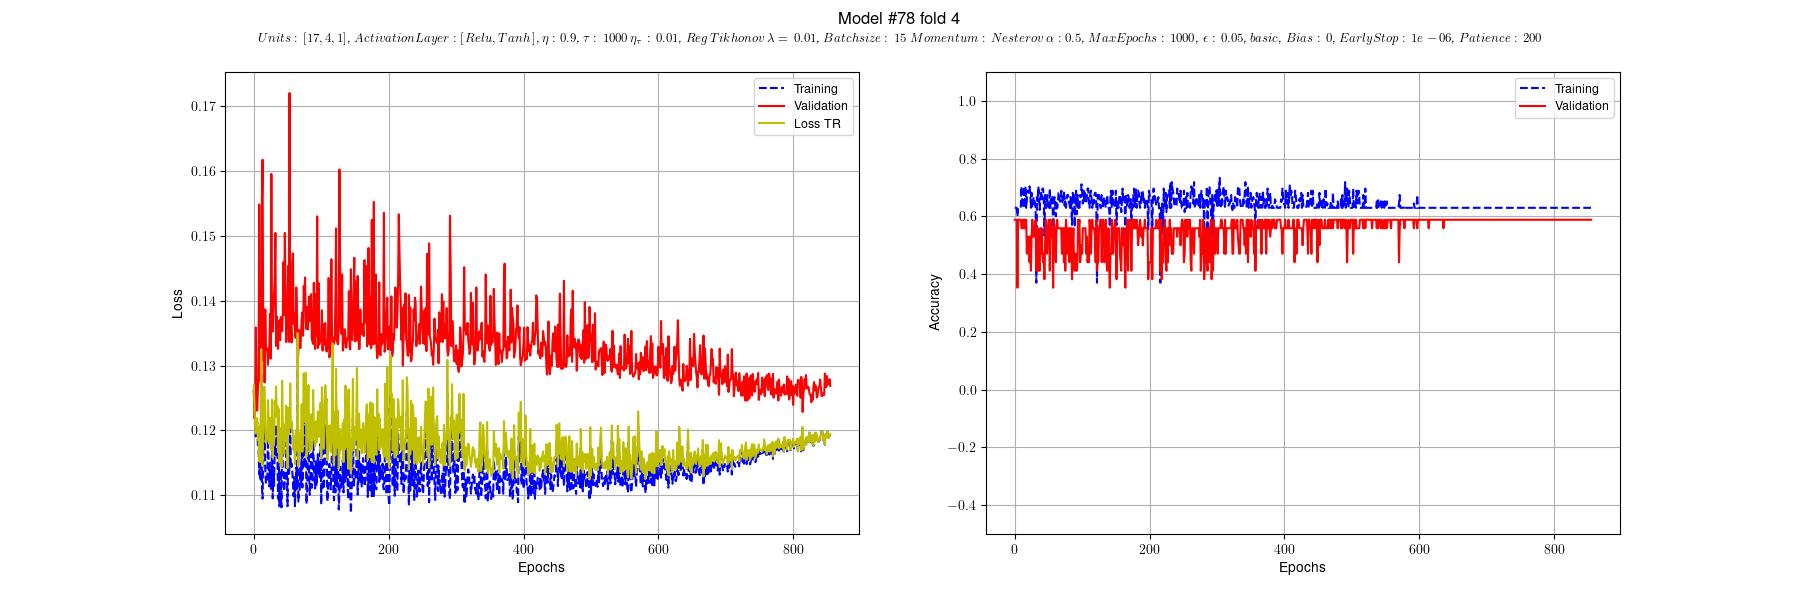 Model #78 fold 4
Units : [17, 4, 1], ActivationLayer : [Relu, Tanh], η : 0.9, τ : 1000 ητ : 0.01, Reg Tikhonov λ = 0.01, Batchsize : 15 Momentum : Nesterov α : 0.5, MaxEpochs : 1000, ϵ : 0.05, basic, Bias : 0, EarlyStop : 1e − 06, Patience : 200
Training
Validation
Loss TR
0.17
0.16
0.15
0.14
0.13
0.12
0.11
Loss
0 200 400 600 800
Epochs
Training
Validation
1.0
0.8
0.6
0.4
0.2
0.0
−0.2
−0.4
Accuracy
0 200 400 600 800
Epochs